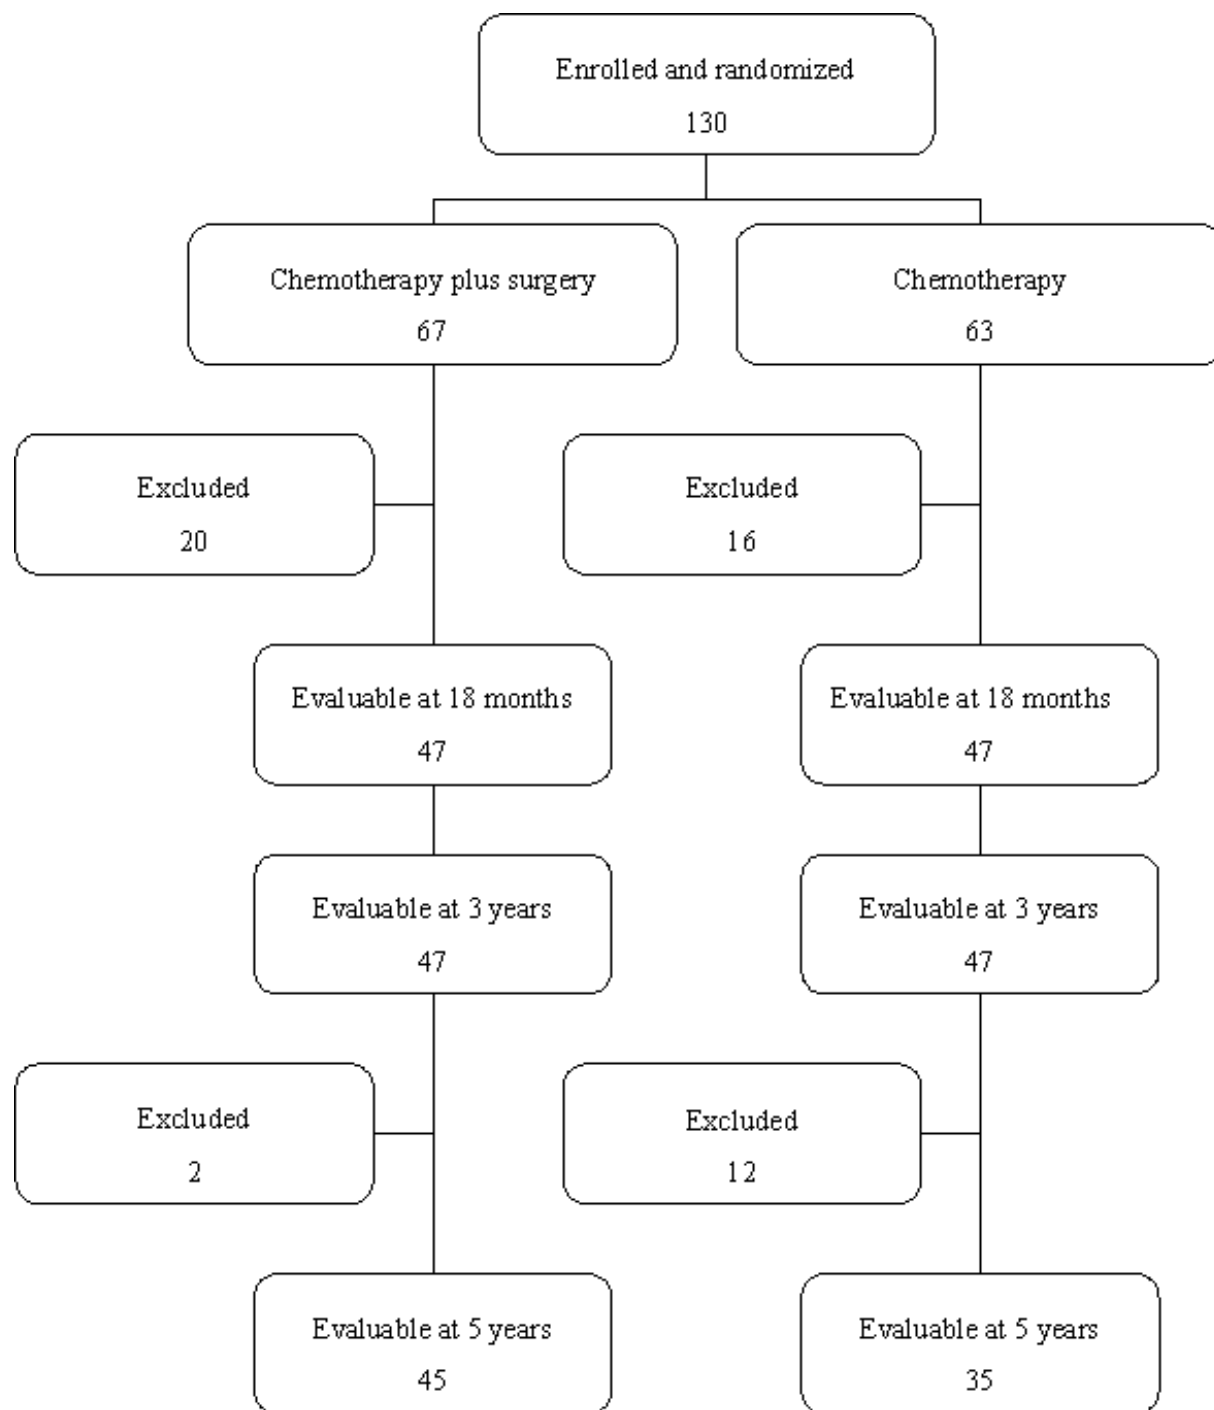 Enrolled and randomized
130
Chemotherapy plus surgery
67
Chemotherapy
63
Excluded
20
Excluded
16
Evaluable at 18 months
47
Evaluable at 18 months
47
Evaluable at 3 years
47
Evaluable at 3 years
47
Excluded
2
Excluded
12
Evaluable at 5 years
45
Evaluable at 5 years
35